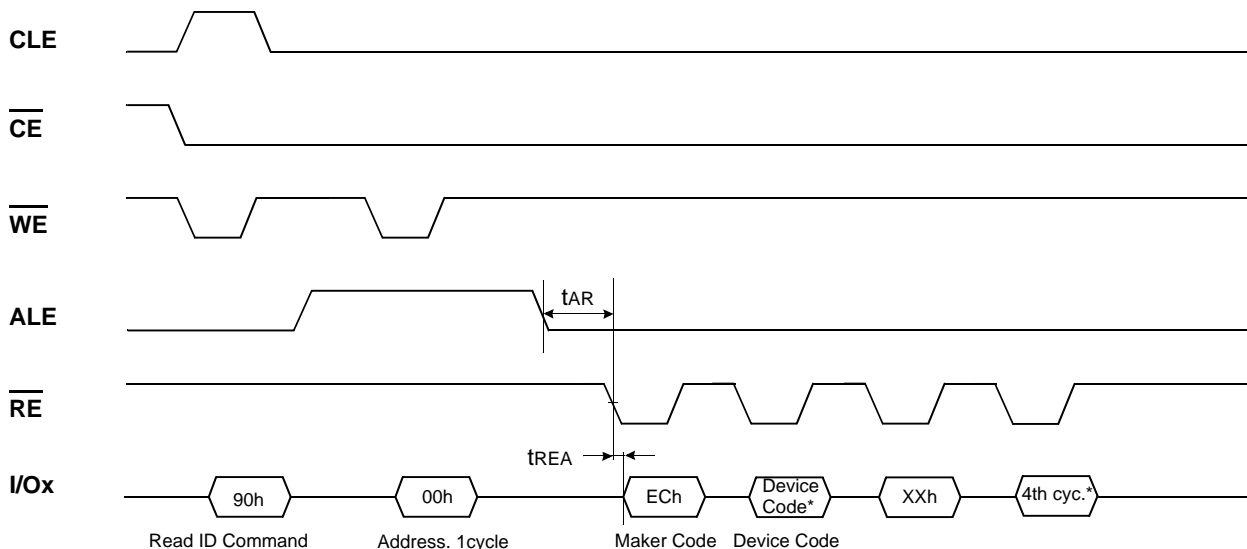 CLE
CE
WE
ALE
tAR
RE
tREA
I/Ox
90h
00h
ECh
Device
Code*
XXh
4th cyc.*
Read ID Command
Address. 1cycle
Maker Code
Device Code